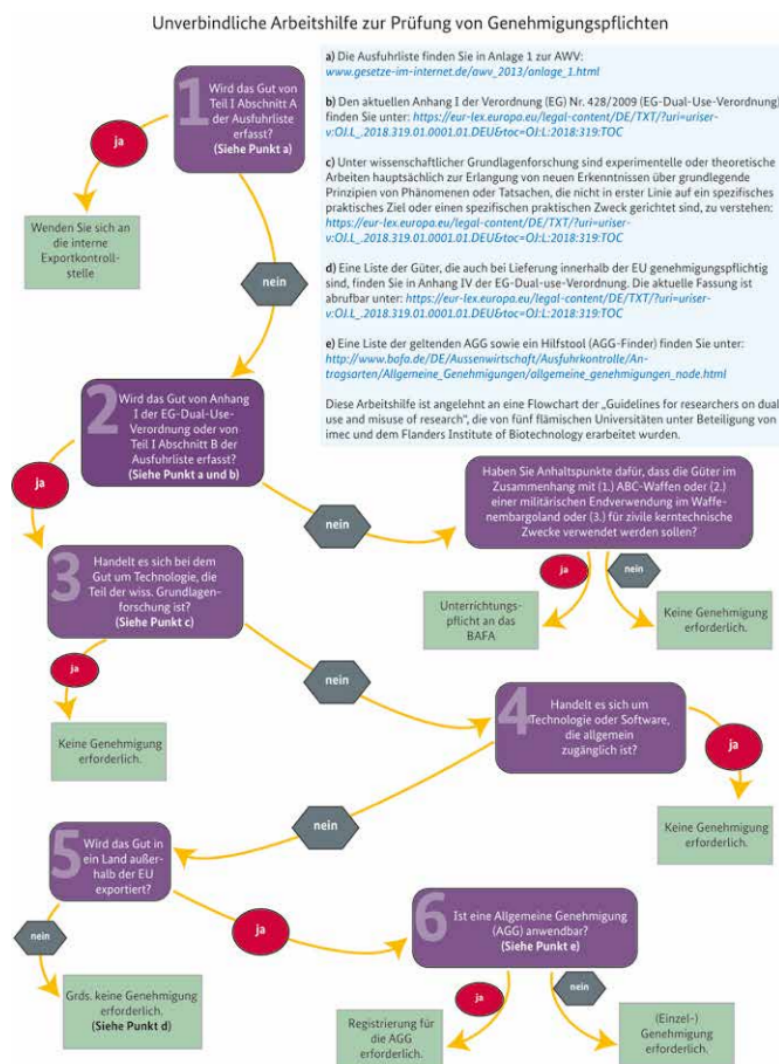 Unverbindliche Arbeitshilfe zur Prüfung von Genehmigungspflichten
1
Wird das Gut von
Teil I Abschnitt A
der Ausfuhrliste
erfasst?
(Siehe Punkt a)
ja
Wenden Sie sich an
die interne
Exportkontroll-
stelle
nein
a) Die Ausfuhrliste finden Sie in Anlage 1 zur AWV:
www.gesetze-im-internet.de/awv_2013/anlage_1.html
b) Den aktuellen Anhang I der Verordnung (EG) Nr. 428/2009 (EG-Dual-Use-Verordnung)
finden Sie unter: https://eur-lex.europa.eu/legal-content/DE/TXT/?uri=uriser-
v:OJ.L_.2018.319.01.0001.01.DEU&toc=OJ:L:2018:319:TOC
c) Unter wissenschaftlicher Grundlagenforschung sind experimentelle oder theoretische
Arbeiten hauptsächlich zur Erlangung von neuen Erkenntnissen über grundlegende
Prinzipien von Phänomenen oder Tatsachen, die nicht in erster Linie auf ein spezifisches
praktisches Ziel oder einen spezifischen praktischen Zweck gerichtet sind, zu verstehen:
https://eur-lex.europa.eu/legal-content/DE/TXT/?uri=uriser-
v:OJ.L_.2018.319.01.0001.01.DEU&toc=OJ:L:2018:319:TOC
d) Eine Liste der Güter, die auch bei Lieferung innerhalb der EU genehmigungspflichtig
sind, finden Sie in Anhang IV der EG-Dual-use-Verordnung. Die aktuelle Fassung ist
abrufbar unter: https://eur-lex.europa.eu/legal-content/DE/TXT/?uri=uriser-
v:OJ.L_.2018.319.01.0001.01.DEU&toc=OJ:L:2018:319:TOC
e) Eine Liste der geltenden AGG sowie ein Hilfstool (AGG-Finder) finden Sie unter:
http://www.bafa.de/DE/Aussenwirtschaft/Ausfuhrkontrolle/An-
tragsarten/Allgemeine_Genehmigungen/allgemeine_genehmigungen_node.html
Diese Arbeitshilfe ist angelehnt an eine Flowchart der „Guidelines for researchers on dual
use and misuse of research“, die von fünf flämischen Universitäten unter Beteiligung von
imec und dem Flanders Institute of Biotechnology erarbeitet wurden.
2
Wird das Gut von Anhang
I der EG-Dual-Use-
Verordnung oder von
Teil I Abschnitt B der
Ausfuhrliste erfasst?
(Siehe Punkt a und b)
ja
nein
Haben Sie Anhaltspunkte dafür, dass die Güter im
Zusammenhang mit (1.) ABC-Waffen oder (2.)
einer militärischen Endverwendung im Waffe-
nembargoland oder (3.) für zivile kerntechnische
Zwecke verwendet werden sollen?
ja
nein
Unterrichtungs-
pflicht an das
BAFA
Keine Genehmigung
erforderlich.
3
Handelt es sich bei dem
Gut um Technologie, die
Teil der wiss. Grundlagen-
forschung ist?
(Siehe Punkt c)
ja
nein
Keine Genehmigung
erforderlich.
4
Handelt es sich um
Technologie oder Software,
die allgemein
zugänglich ist?
ja
nein
Keine Genehmigung
erforderlich.
5
Wird das Gut in
ein Land außer-
halb der EU
exportiert?
nein
ja
Grds. keine Genehmigung
erforderlich.
(Siehe Punkt d)
6
Ist eine Allgemeine Genehmigung
(AGG) anwendbar?
(Siehe Punkt e)
ja
nein
Registrierung für
die AGG
erforderlich.
(Einzel-)
Genehmigung
erforderlich.